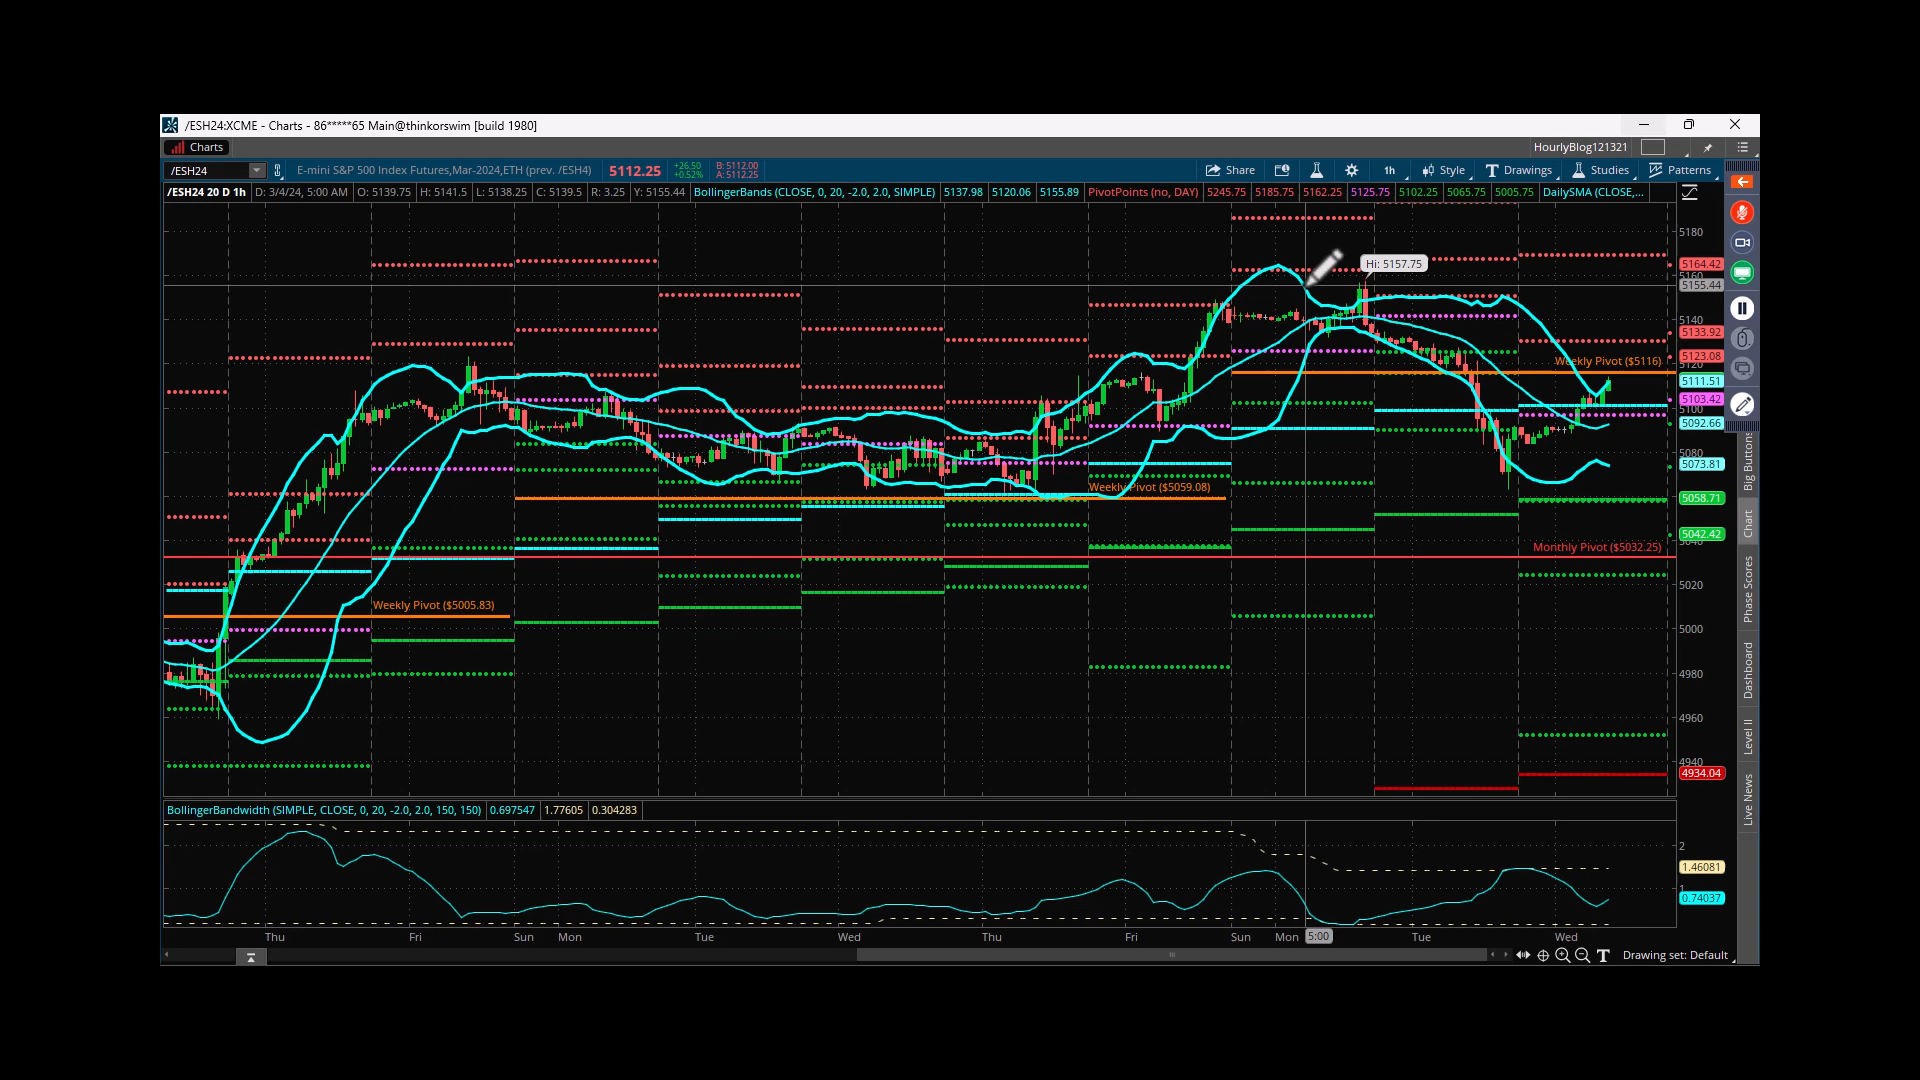 /ESH24:XCME - Charts - 86*****65 Main@thinkorswim [build 1980]
Charts
HourlyBlog121321
/ESH24
E-mini S&P 500 Index Futures,Mar-2024,ETH (prev. /ESH4)
5112.25
+26.50
+0.52%
B: 5112.00
A: 5112.25
Share
1h
Style
Drawings
Studies
Patterns
/ESH24 20 D 1h
D: 3/4/24, 5:00 AM
O: 5139.75
H: 5141.5
L: 5138.25
C: 5139.5
R: 3.25
Y: 5155.44
BollingerBands (CLOSE, 0, 20, -2.0, 2.0, SIMPLE)
5137.98
5120.06
5155.89
PivotPoints (no, DAY)
5245.75
5185.75
5162.25
5125.75
5102.25
5065.75
5005.75
DailySMA (CLOSE,...
Hi: 5157.75
Weekly Pivot ($5116)
Weekly Pivot ($5059.08)
Monthly Pivot ($5032.25)
Weekly Pivot ($5005.83)
5180
5164.42
5160
5155.44
5140
5133.92
5123.08
5120
5111.51
5103.42
5100
5092.66
5080
5073.81
5058.71
5042.42
5040
5020
5000
4980
4960
4940
4934.04
Big Buttons
Chart
Phase Scores
Dashboard
Level II
Live News
BollingerBandwidth (SIMPLE, CLOSE, 0, 20, -2.0, 2.0, 150, 150)
0.697547
1.77605
0.304283
2
1.46081
1
0.74037
Thu
Fri
Sun
Mon
Tue
Wed
Thu
Fri
Sun
Mon
5:00
Tue
Wed
Drawing set: Default